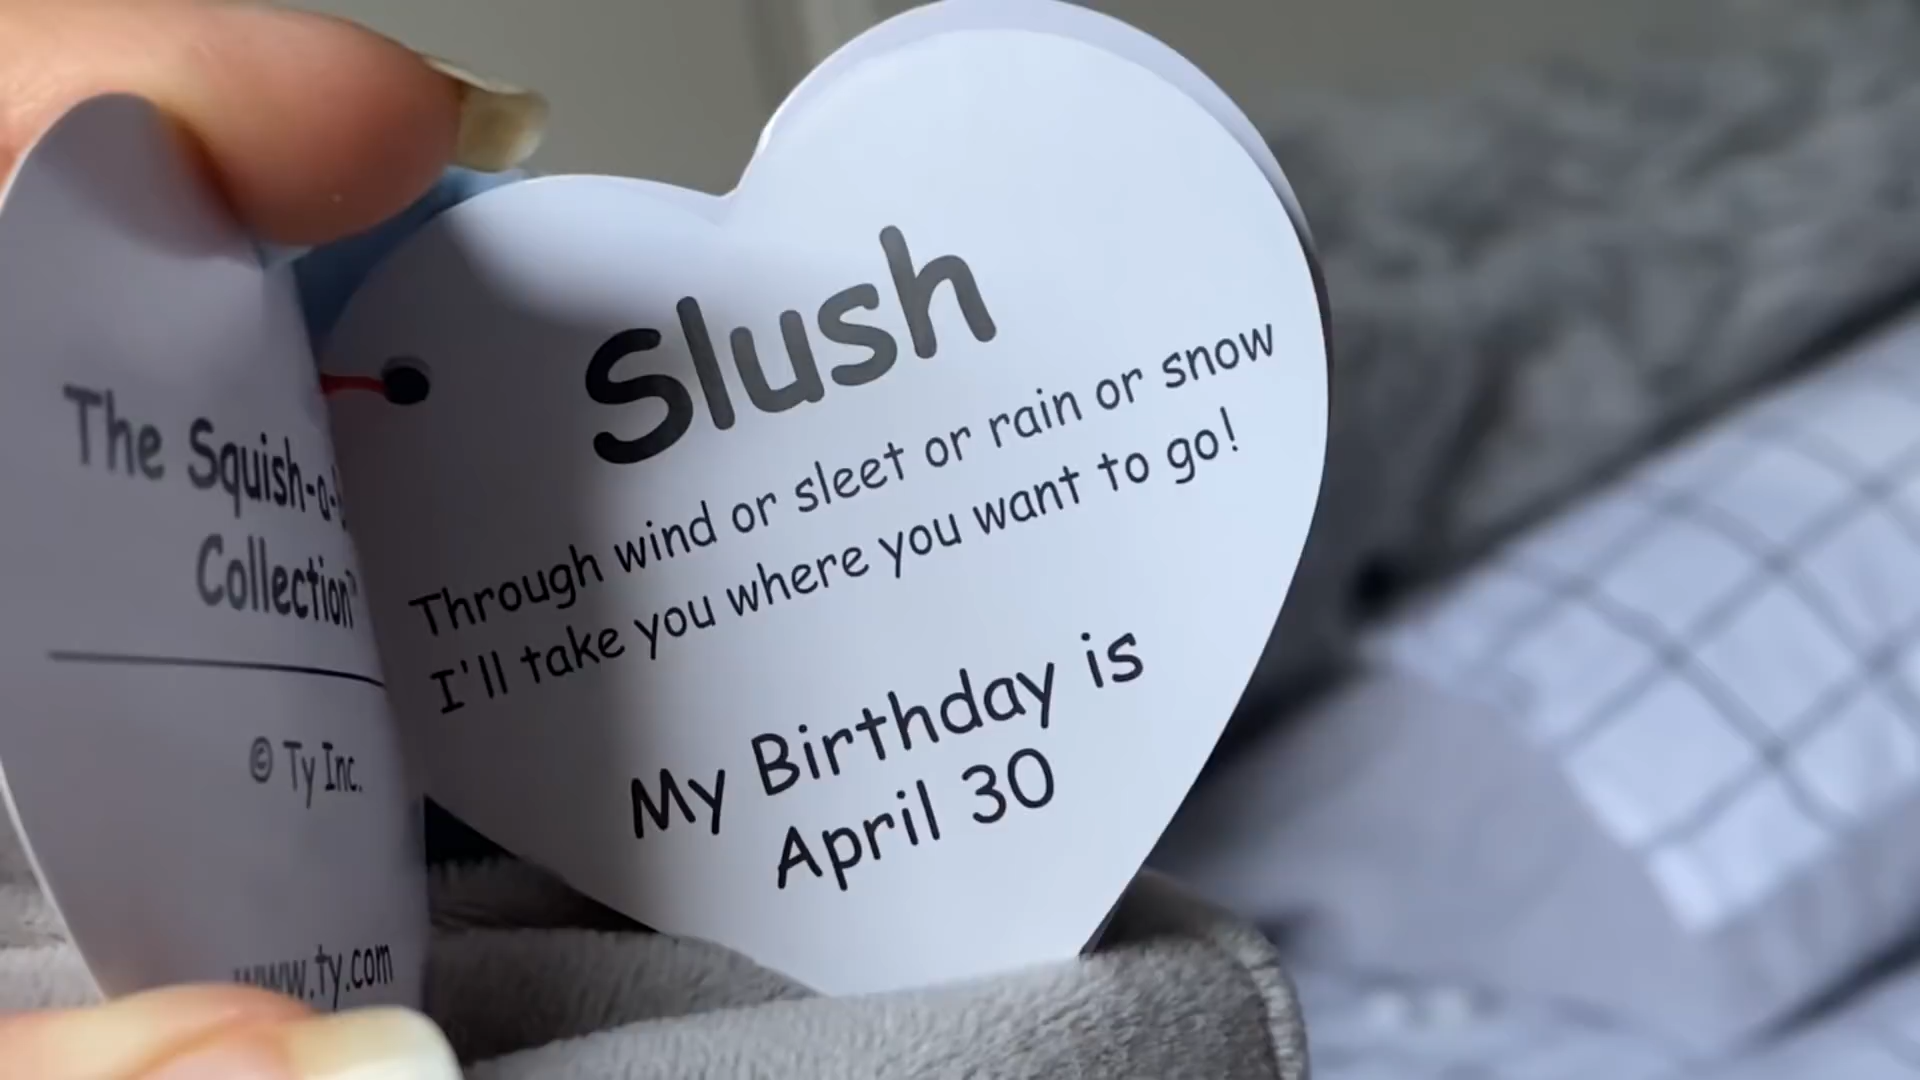 The Squish-a-
Collection
© Ty Inc.
www.ty.com
Slush
Through wind or sleet or rain or snow
I'll take you where you want to go!
My Birthday is
April 30